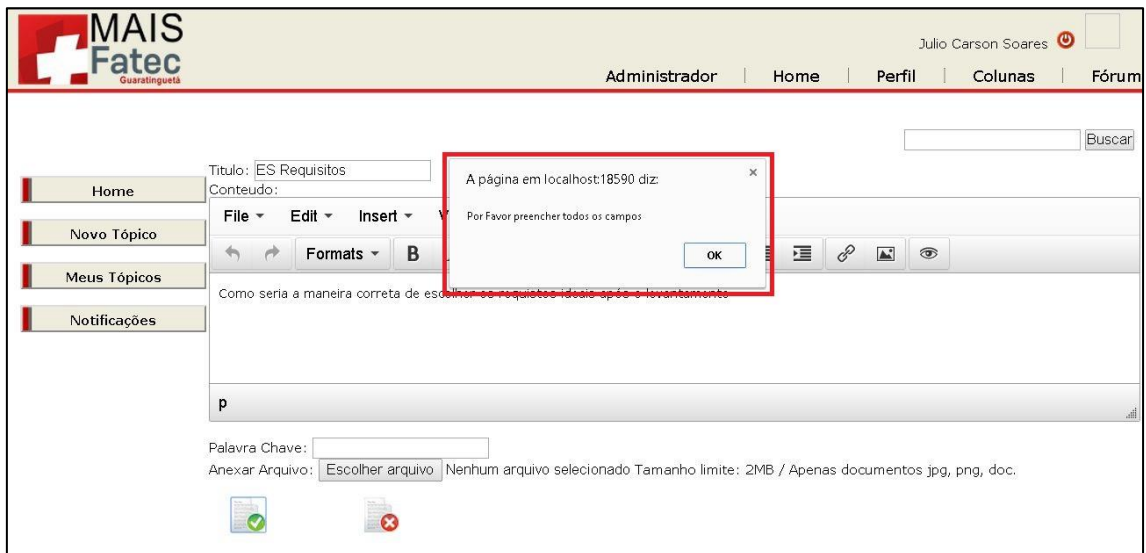 MAIS
Fatec
Guaratinguetá
Julio Carson Soares
Administrador | Home | Perfil | Colunas | Fórum
Buscar
Home
Novo Tópico
Meus Tópicos
Notificações
Titulo: ES Requisitos
Conteudo:
A página em localhost:18590 diz:
Por Favor preencher todos os campos
OK
File Edit Insert V
Formats B
Como seria a maneira correta de escolher os requistos ideais após o levantamento
p
Palavra Chave:
Anexar Arquivo: Escolher arquivo Nenhum arquivo selecionado Tamanho limite: 2MB / Apenas documentos jpg, png, doc.